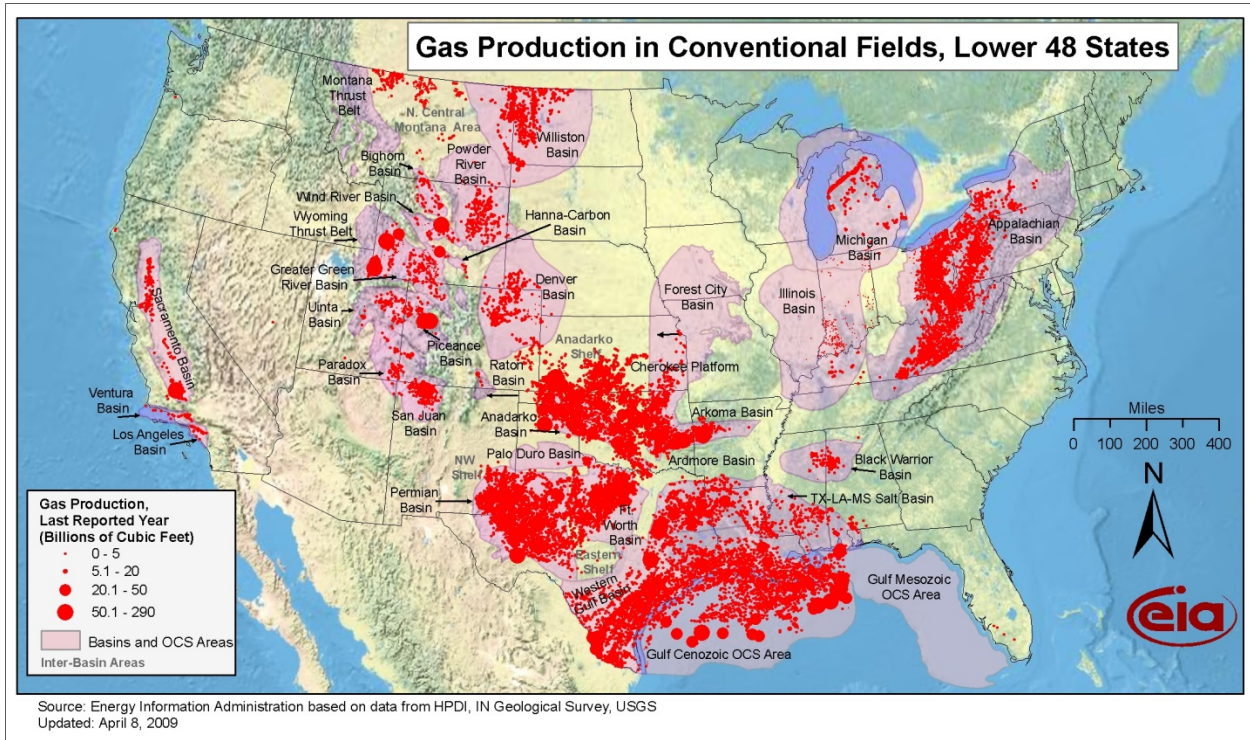 Gas Production in Conventional Fields, Lower 48 States
Montana
Thrust Belt
N. Central
Montana Area
Williston
Basin
Bighorn
Basin
Powder
River
Basin
Wind River Basin
Wyoming
Thrust Belt
Hanna-Carbon
Basin
Greater Green
River Basin
Denver
Basin
Uinta
Basin
Piceance
Basin
Paradox
Basin
San Juan
Basin
Raton
Basin
Sacramento Basin
Ventura
Basin
Los Angeles
Basin
Anadarko
Shelf
Forest City
Basin
Cherokee Platform
Anadarko
Basin
Arkoma Basin
Palo Duro Basin
Ardmore Basin
NW
Shelf
Permian
Basin
Ft.
Worth
Basin
Eastern
Shelf
Western
Gulf Basin
Michigan
Basin
Illinois
Basin
Appalachian
Basin
Black Warrior
Basin
TX-LA-MS Salt Basin
Gulf Mesozoic
OCS Area
Gulf Cenozoic OCS Area
Miles
0 100 200 300 400
N
eia
Gas Production,
Last Reported Year
(Billions of Cubic Feet)
0 - 5
5.1 - 20
20.1 - 50
50.1 - 290
Basins and OCS Areas
Inter-Basin Areas
Source: Energy Information Administration based on data from HPDI, IN Geological Survey, USGS
Updated: April 8, 2009